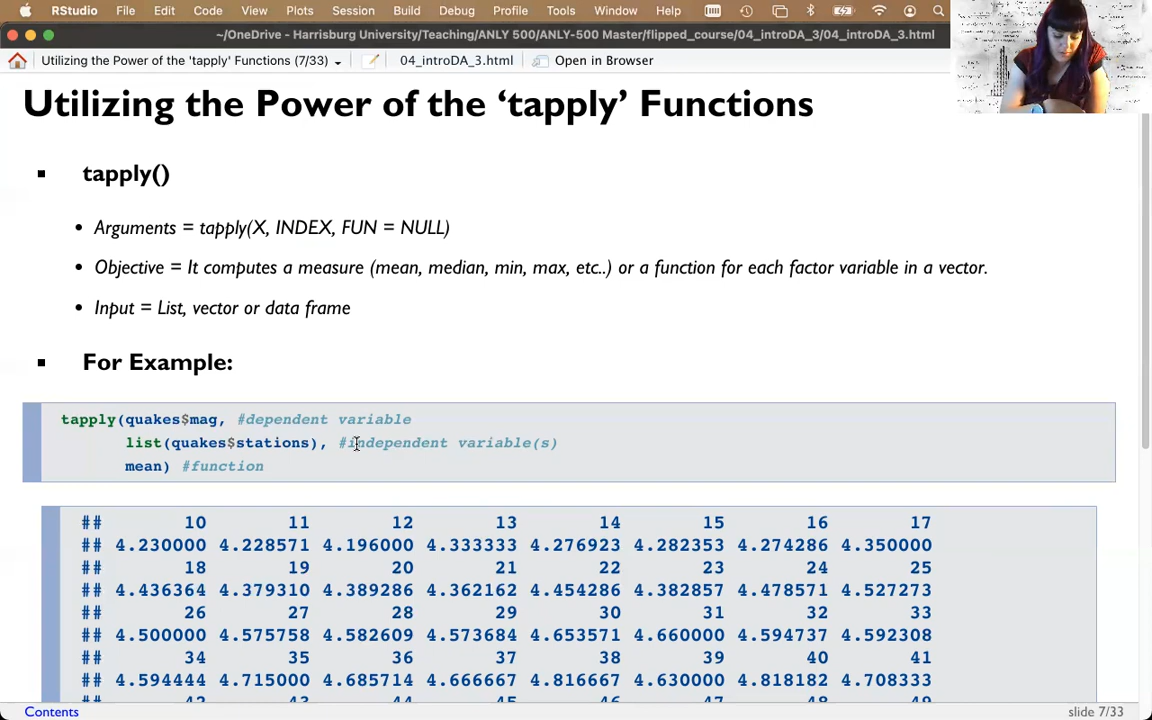 RStudio File Edit Code View Plots Session Build Debug Profile Tools Window Help
~/OneDrive - Harrisburg University/Teaching/ANLY 500/ANLY-500 Master/flipped_course/04_introDA_3/04_introDA_3.html
Utilizing the Power of the 'tapply' Functions (7/33) 04_introDA_3.html Open in Browser
Utilizing the Power of the ‘tapply’ Functions
▪ tapply()
• Arguments = tapply(X, INDEX, FUN = NULL)
• Objective = It computes a measure (mean, median, min, max, etc..) or a function for each factor variable in a vector.
• Input = List, vector or data frame
▪ For Example:
tapply(quakes$mag, #dependent variable
list(quakes$stations), #independent variable(s)
mean) #function
## 10 11 12 13 14 15 16 17
## 4.230000 4.228571 4.196000 4.333333 4.276923 4.282353 4.274286 4.350000
## 18 19 20 21 22 23 24 25
## 4.436364 4.379310 4.389286 4.362162 4.454286 4.382857 4.478571 4.527273
## 26 27 28 29 30 31 32 33
## 4.500000 4.575758 4.582609 4.573684 4.653571 4.660000 4.594737 4.592308
## 34 35 36 37 38 39 40 41
## 4.594444 4.715000 4.685714 4.666667 4.816667 4.630000 4.818182 4.708333
## 42 43 44 45 46 47 48 49
Contents slide 7/33